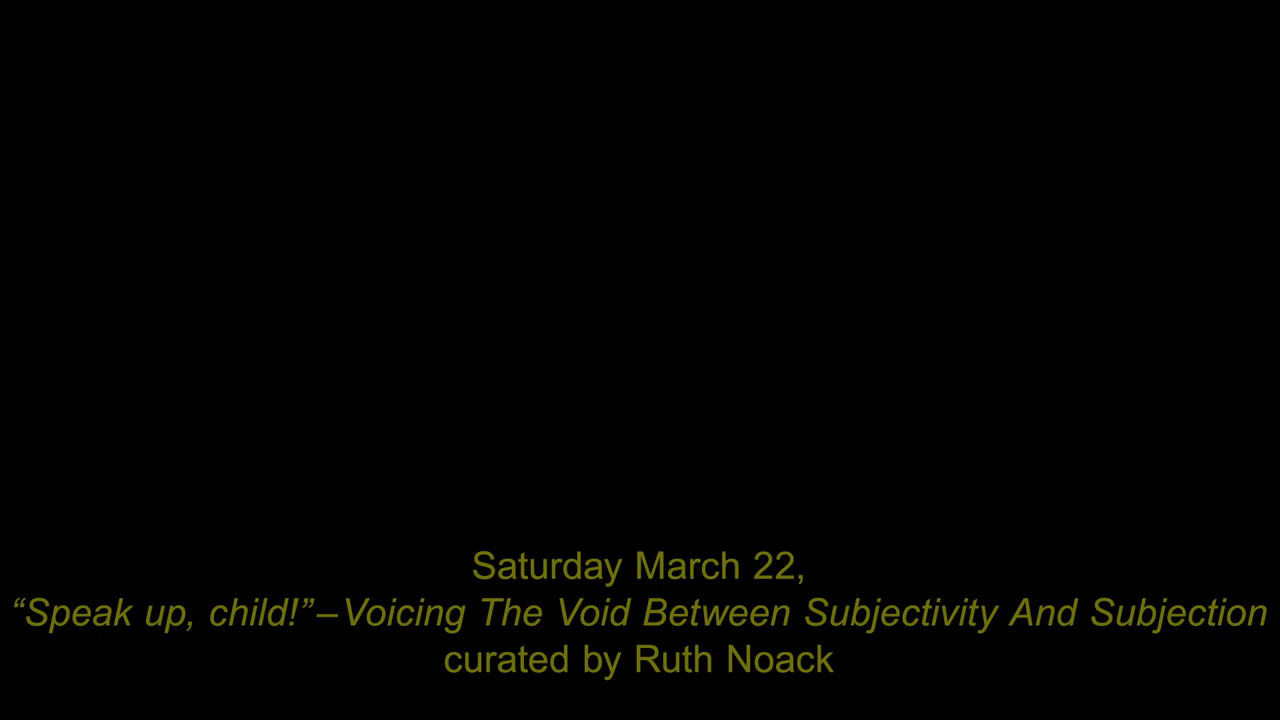 Saturday March 22,
“Speak up, child!” – Voicing The Void Between Subjectivity And Subjection
curated by Ruth Noack